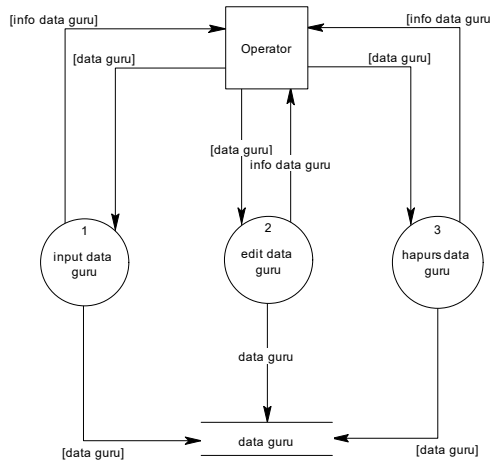 [info data guru]
[info data guru
Operator
[data guru]
[data guru]
[data guru]
info data guru
1
input data
guru
2
edit data
guru
3
hapurs data
guru
data guru
data guru
[data guru]
[data guru]